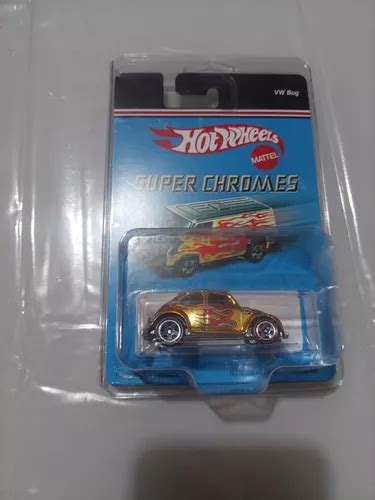 VW Bug
Hot Wheels
MATTEL
SUPER CHROMES